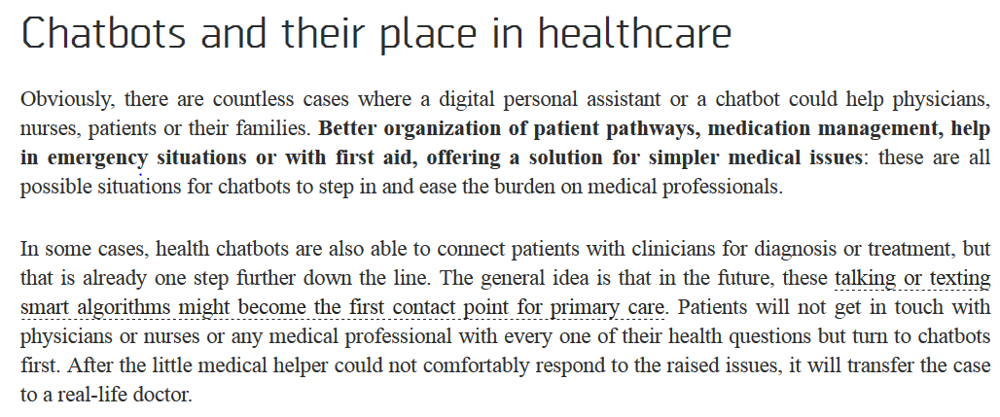 Chatbots and their place in healthcare
Obviously, there are countless cases where a digital personal assistant or a chatbot could help physicians,
nurses, patients or their families. Better organization of patient pathways, medication management, help
in emergency situations or with first aid, offering a solution for simpler medical issues: these are all
possible situations for chatbots to step in and ease the burden on medical professionals.
In some cases, health chatbots are also able to connect patients with clinicians for diagnosis or treatment, but
that is already one step further down the line. The general idea is that in the future, these talking or texting
smart algorithms might become the first contact point for primary care. Patients will not get in touch with
physicians or nurses or any medical professional with every one of their health questions but turn to chatbots
first. After the little medical helper could not comfortably respond to the raised issues, it will transfer the case
to a real-life doctor.